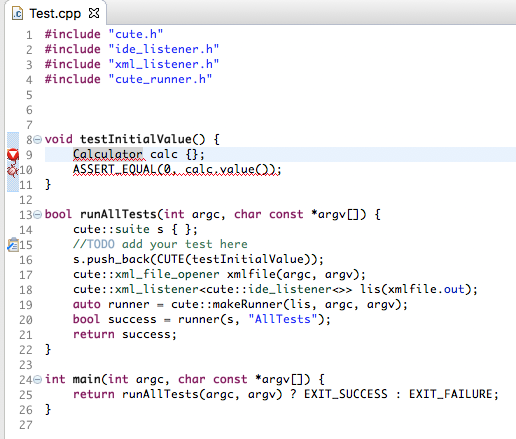 Test.cpp
1 #include "cute.h"
2 #include "ide_listener.h"
3 #include "xml_listener.h"
4 #include "cute_runner.h"
5
6
7
8 void testInitialValue() {
9 Calculator calc {};
10 ASSERT_EQUAL(0, calc.value());
11 }
12
13 bool runAllTests(int argc, char const *argv[]) {
14 cute::suite s { };
15 //TODO add your test here
16 s.push_back(CUTE(testInitialValue));
17 cute::xml_file_opener xmlfile(argc, argv);
18 cute::xml_listener<cute::ide_listener<>> lis(xmlfile.out);
19 auto runner = cute::makeRunner(lis, argc, argv);
20 bool success = runner(s, "AllTests");
21 return success;
22 }
23
24 int main(int argc, char const *argv[]) {
25 return runAllTests(argc, argv) ? EXIT_SUCCESS : EXIT_FAILURE;
26 }
27